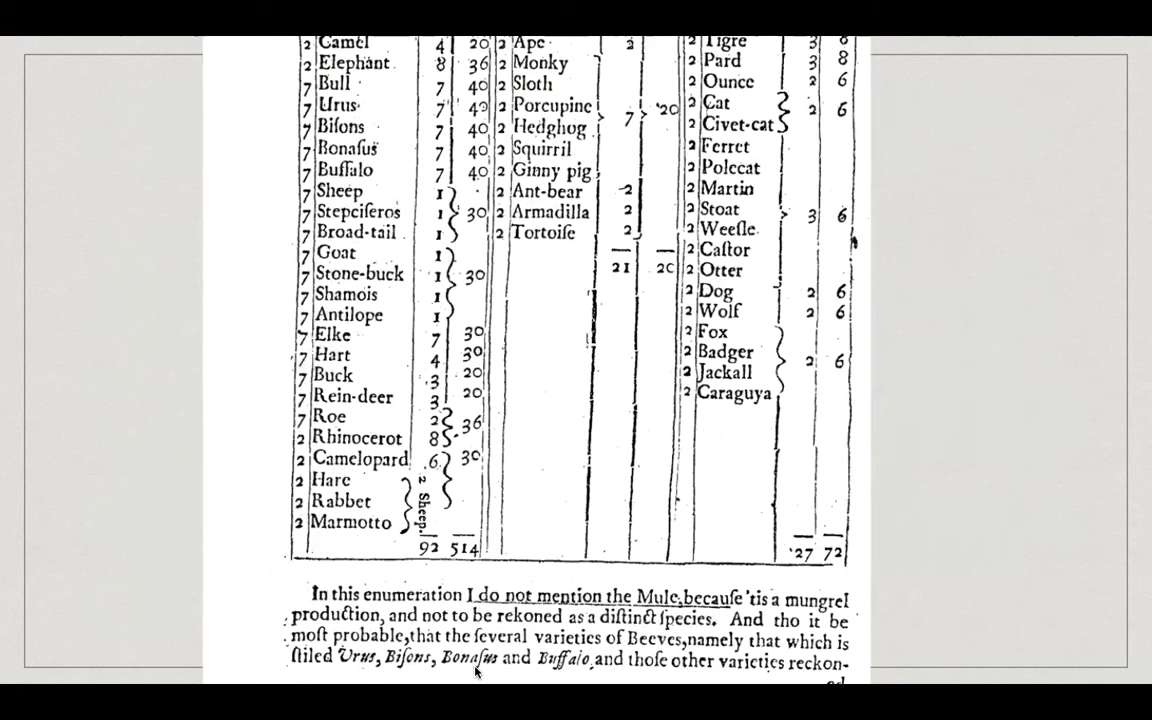 2 Camel 4 20 2 Ape 2 2 Tigre 3 8
2 Elephant 8 36 2 Monky 2 Pard 3 8
7 Bull 7 40 2 Sloth 2 Ounce 2 6
7 Urus 7 40 2 Porcupine 7 20 2 Cat 2 6
7 Biſons 7 40 2 Hedghog 2 Civet-cat
7 Bonaſus 7 40 2 Squirril 2 Ferret
7 Buffalo 7 40 2 Ginny pig 2 Polecat
7 Sheep 1 2 Ant-bear 2 2 Martin
7 Stepciſeros 1 30 2 Armadilla 2 2 Stoat 3 6
7 Broad-tail 1 2 Tortoiſe 2 2 Weeſle
7 Goat 1 2 Caſtor
7 Stone-buck 1 30 21 20 2 Otter
7 Shamois 1 2 Dog 2 6
7 Antilope 1 2 Wolf 2 6
7 Elke 7 30 2 Fox
7 Hart 4 30 2 Badger 2 6
7 Buck 3 20 2 Jackall
7 Rein-deer 3 20 2 Caraguya
7 Roe 2 36
2 Rhinocerot 8
2 Camelopard 6 30
2 Hare
2 Rabbet 2 Sheep.
2 Marmotto
92 514 27 72
In this enumeration I do not mention the Mule, becauſe 'tis a mungrel
production, and not to be rekoned as a diſtinct ſpecies. And tho it be
moſt probable, that the ſeveral varieties of Beeves, namely that which is
ſtiled Urus, Biſons, Bonaſus and Buffalo and thoſe other varieties reckon-